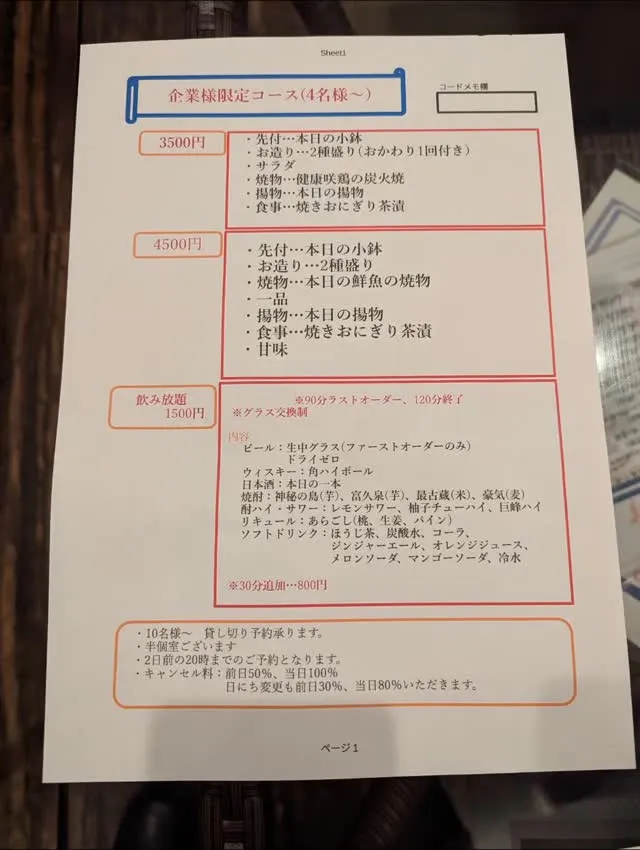 Sheet1
企業様限定コース(4名様～)
コードメモ欄
3500円
・先付…本日の小鉢
・お造り…2種盛り(おかわり1回付き)
・サラダ
・焼物…健康咲鶏の炭火焼
・揚物…本日の揚物
・食事…焼きおにぎり茶漬
4500円
・先付…本日の小鉢
・お造り…2種盛り
・焼物…本日の鮮魚の焼物
・一品
・揚物…本日の揚物
・食事…焼きおにぎり茶漬
・甘味
飲み放題
1500円
※90分ラストオーダー、120分終了
※グラス交換制
内容
ビール：生中グラス(ファーストオーダーのみ)
ドライゼロ
ウィスキー：角ハイボール
日本酒：本日の一本
焼酎：神秘の島(芋)、富久泉(芋)、最古蔵(米)、豪気(麦)
酎ハイ・サワー：レモンサワー、柚子チューハイ、巨峰ハイ
リキュール：あらごし(桃、生姜、パイン)
ソフトドリンク：ほうじ茶、炭酸水、コーラ、
ジンジャーエール、オレンジジュース、
メロンソーダ、マンゴーソーダ、冷水
※30分追加…800円
・10名様～　貸し切り予約承ります。
・半個室ございます
・2日前の20時までのご予約となります。
・キャンセル料：前日50%、当日100%
日にち変更も前日30%、当日80%いただきます。
ページ 1